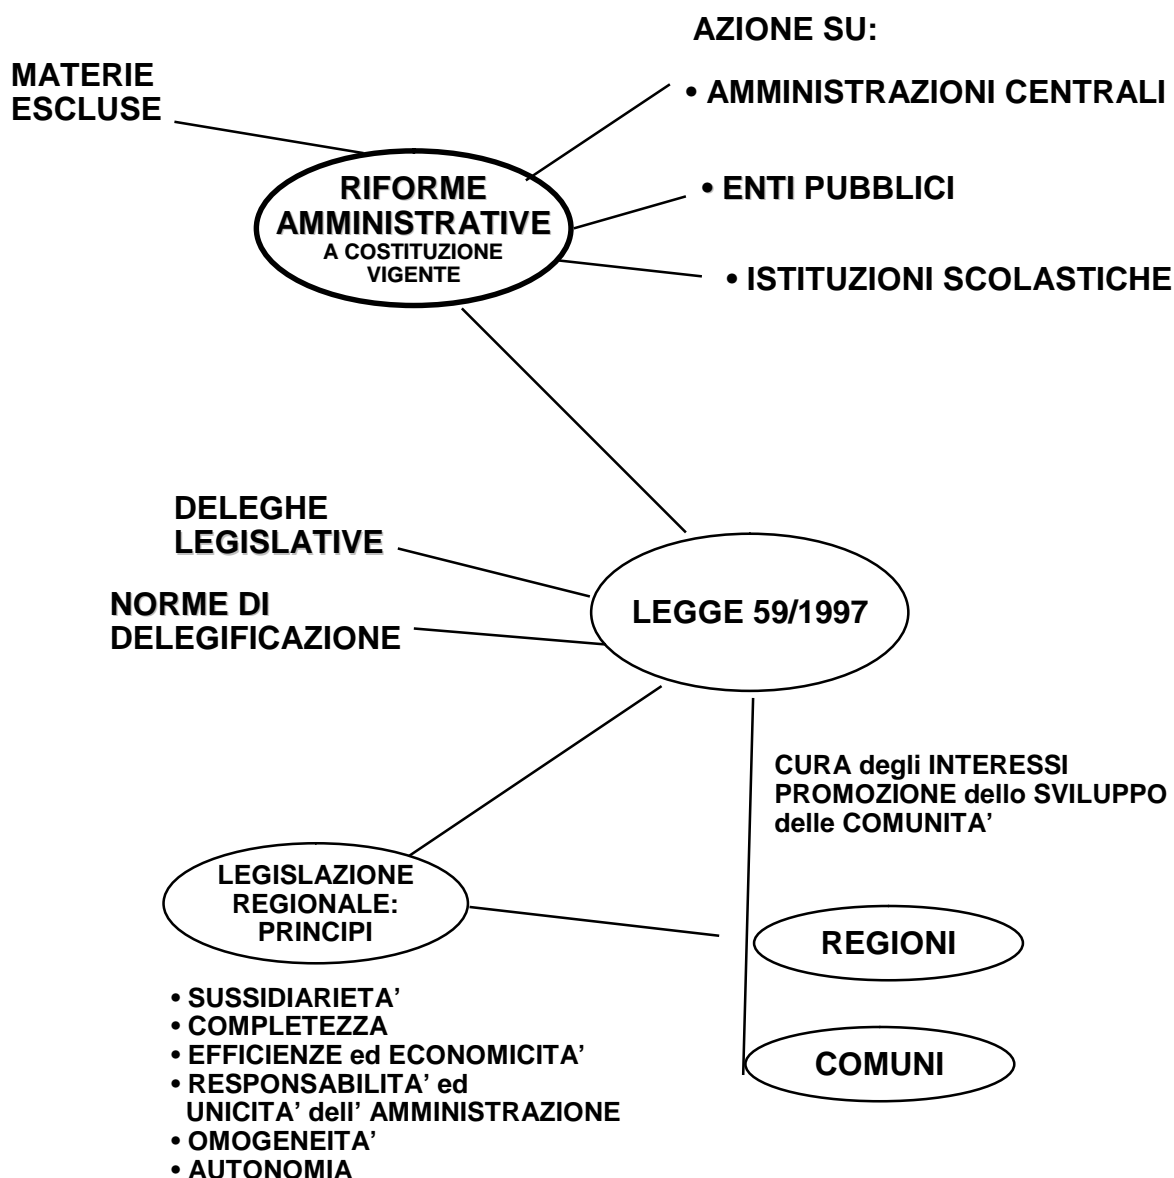 AZIONE SU:
MATERIE
ESCLUSE
• AMMINISTRAZIONI CENTRALI
RIFORME
AMMINISTRATIVE
A COSTITUZIONE
VIGENTE
• ENTI PUBBLICI
• ISTITUZIONI SCOLASTICHE
DELEGHE
LEGISLATIVE
NORME DI
DELEGIFICAZIONE
LEGGE 59/1997
CURA degli INTERESSI
PROMOZIONE dello SVILUPPO
delle COMUNITA’
LEGISLAZIONE
REGIONALE:
PRINCIPI
REGIONI
COMUNI
• SUSSIDIARIETA’
• COMPLETEZZA
• EFFICIENZE ed ECONOMICITA’
• RESPONSABILITA’ ed
UNICITA’ dell’ AMMINISTRAZIONE
• OMOGENEITA’
• AUTONOMIA